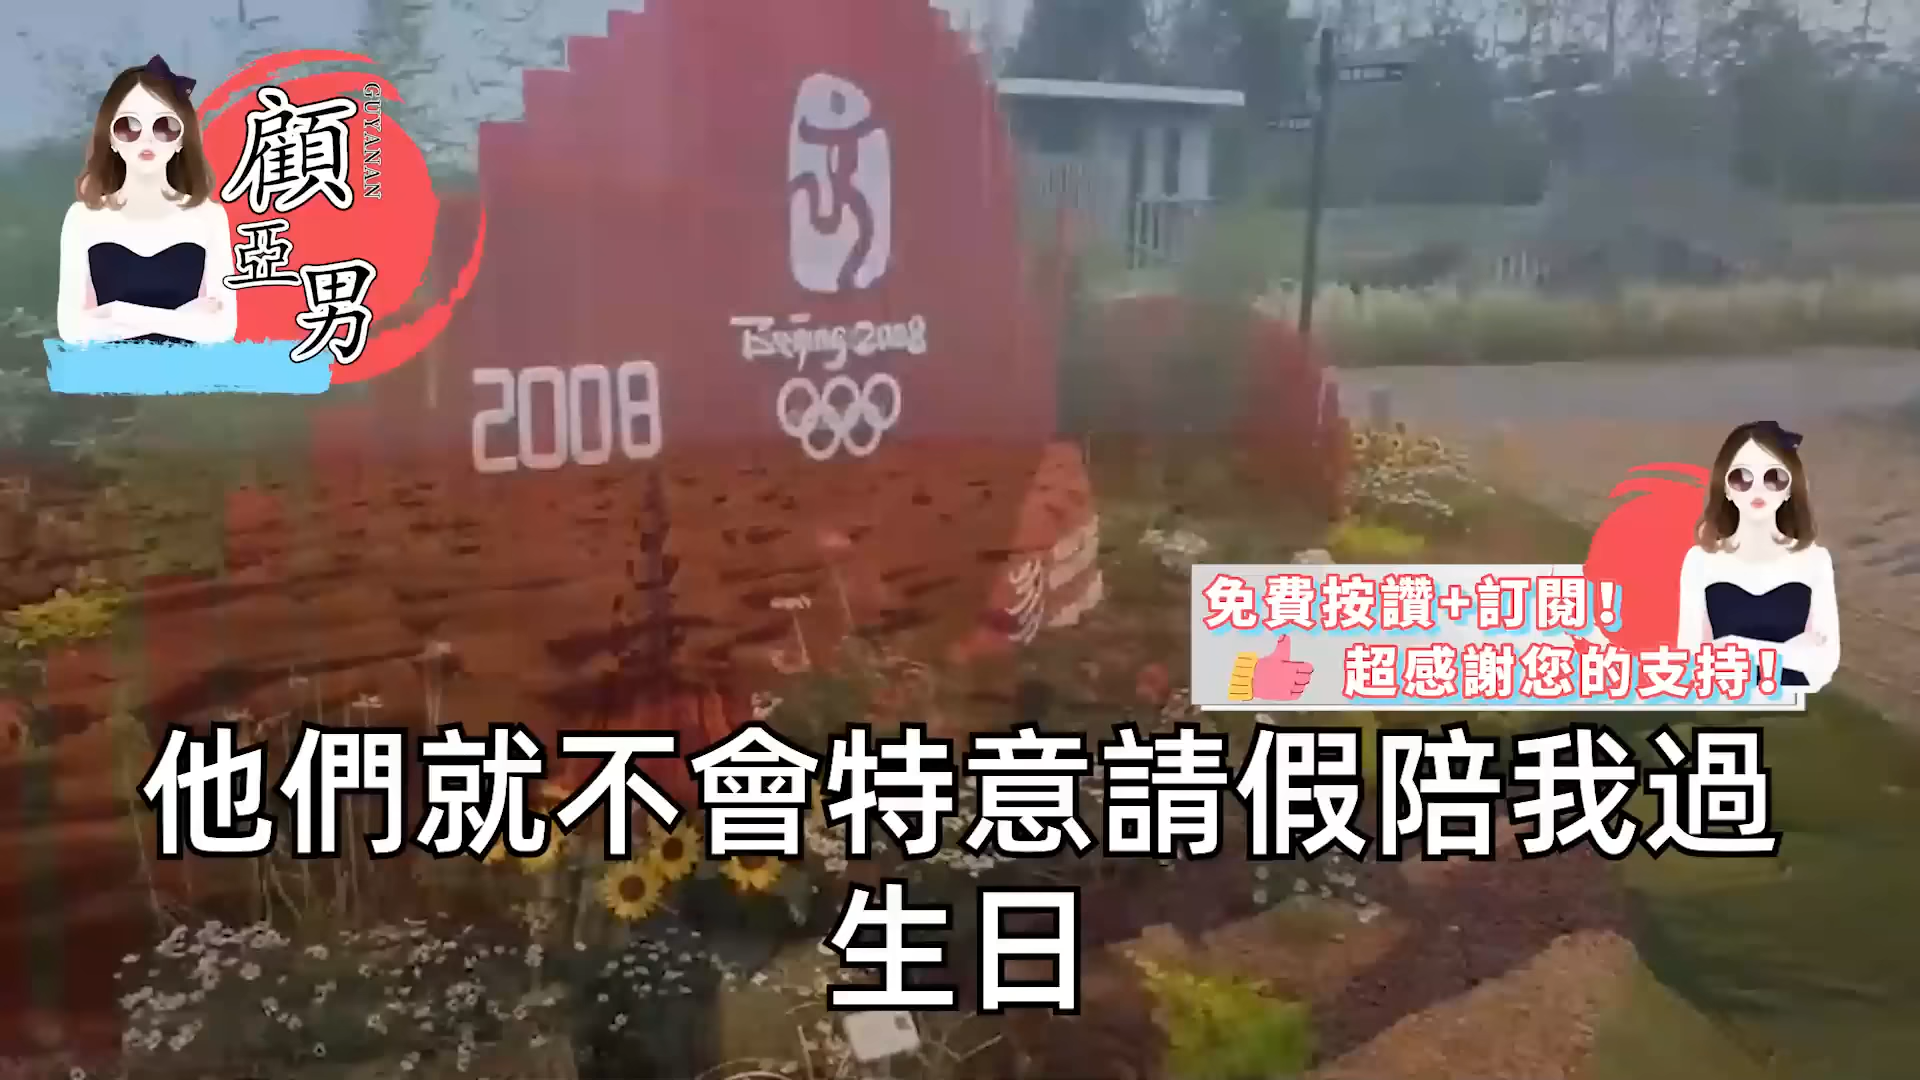 顧亞男
GUYANAN
Beijing 2008
2008
免費按讚+訂閱!
超感謝您的支持!
他們就不會特意請假陪我過
生日